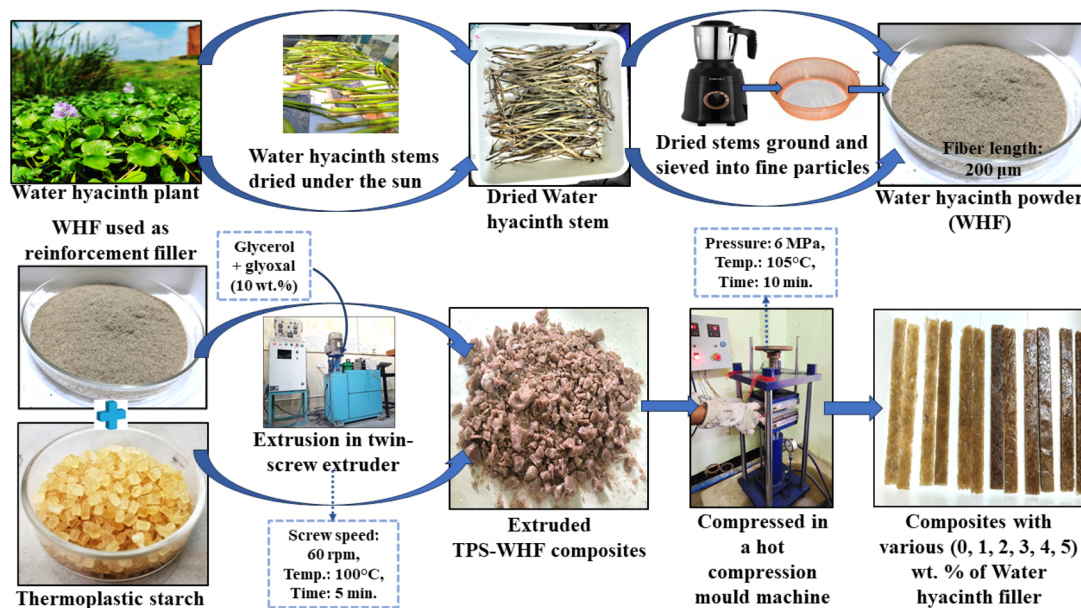 Water hyacinth plant
Water hyacinth stems
dried under the sun
Dried Water
hyacinth stem
Dried stems ground and
sieved into fine particles
Fiber length:
200 µm
Water hyacinth powder
(WHF)
WHF used as
reinforcement filler
Thermoplastic starch
Glycerol
+ glyoxal
(10 wt.%)
Extrusion in twin-
screw extruder
Screw speed:
60 rpm,
Temp.: 100°C,
Time: 5 min.
Extruded
TPS-WHF composites
Pressure: 6 MPa,
Temp.: 105°C,
Time: 10 min.
Compressed in
a hot
compression
mould machine
Composites with
various (0, 1, 2, 3, 4, 5)
wt. % of Water
hyacinth filler